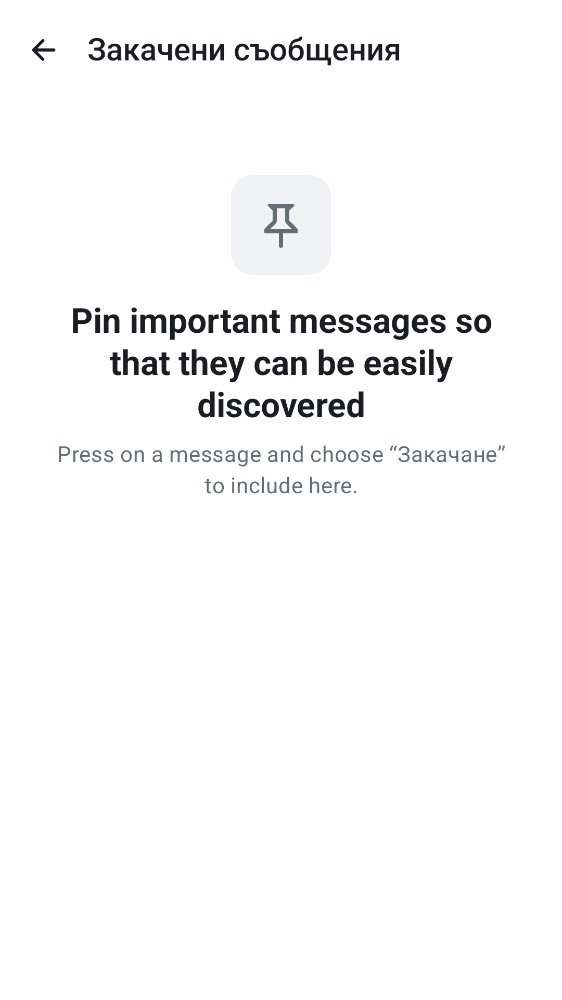 Закачени съобщения
Pin important messages so
that they can be easily
discovered
Press on a message and choose “Закачане”
to include here.